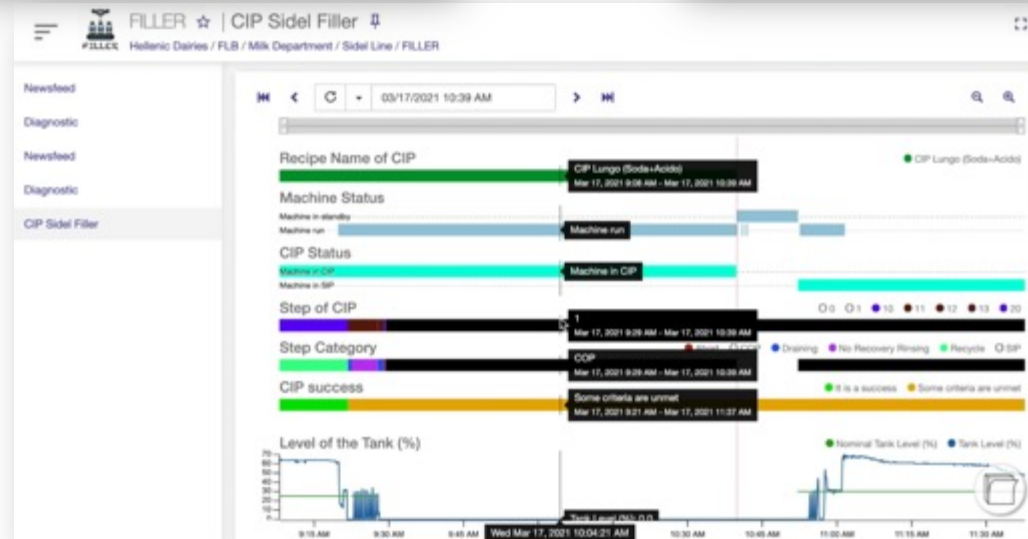 FILLER | CIP Sidel Filler
FILLER
Hellenic Dairies / FLB / Milk Department / Sidel Line / FILLER
Newsfeed
Diagnostic
Newsfeed
Diagnostic
CIP Sidel Filler
03/17/2021 10:39 AM
Recipe Name of CIP
CIP Lungo (Soda+Acido)
CIP Lungo (Soda+Acido)
Mar 17, 2021 9:08 AM - Mar 17, 2021 10:39 AM
Machine Status
Machine in standby
Machine run
Machine run
CIP Status
Machine in CIP
Machine in CIP
Machine in SIP
Step of CIP
0 1 10 11 12 13 20
1
Mar 17, 2021 9:29 AM - Mar 17, 2021 10:39 AM
Step Category
Draining No Recovery Rinsing Recycle SIP
COP
Mar 17, 2021 9:29 AM - Mar 17, 2021 10:39 AM
CIP success
It is a success Some criteria are unmet
Some criteria are unmet
Mar 17, 2021 9:21 AM - Mar 17, 2021 11:37 AM
Level of the Tank (%)
Nominal Tank Level (%) Tank Level (%)
70
60
50
40
30
20
10
0
Tank Level (%): 0.0
9:15 AM 9:30 AM 9:45 AM Wed Mar 17, 2021 10:04:21 AM 10:30 AM 10:45 AM 11:00 AM 11:15 AM 11:30 AM